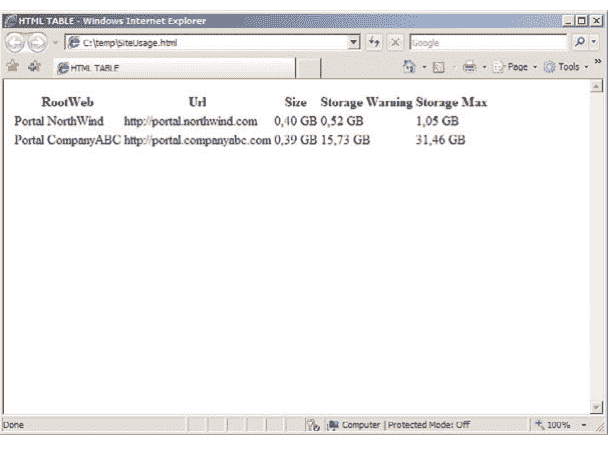 HTML TABLE - Windows Internet Explorer
C:\temp\SiteUsage.html Google
HTML TABLE Page Tools
RootWeb Url Size Storage Warning Storage Max
Portal NorthWind http://portal.northwind.com 0,40 GB 0,52 GB 1,05 GB
Portal CompanyABC http://portal.companyabc.com 0,39 GB 15,73 GB 31,46 GB
Done Computer | Protected Mode: Off 100%